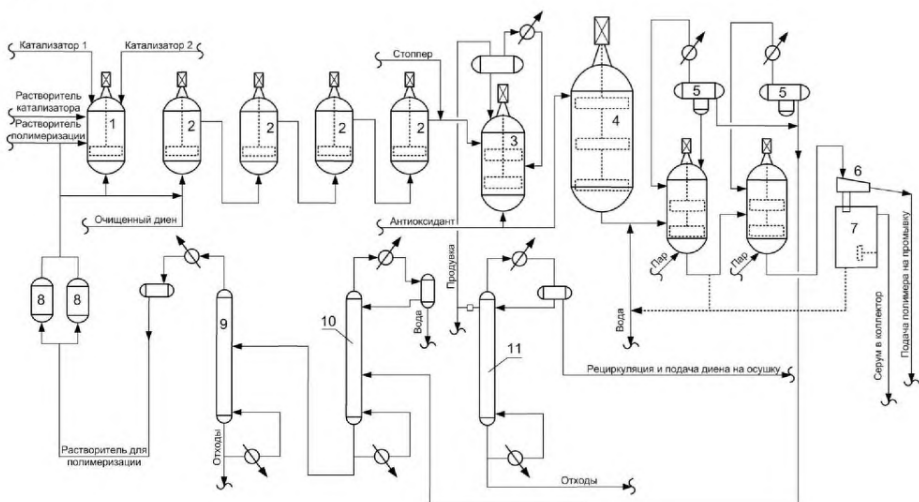 Катализатор 1
Катализатор 2
Стоппер
Растворитель
катализатора
Растворитель
полимеризации
1
2
2
2
2
3
4
5
5
6
7
Очищенный диен
Антиоксидант
Пар
Пар
8
8
9
10
11
Вода
Продувка
Вода
Рециркуляция и подача диена на осушку
Серум в коллектор
Подача полимера на промывку
Растворитель для
полимеризации
Отходы
Отходы